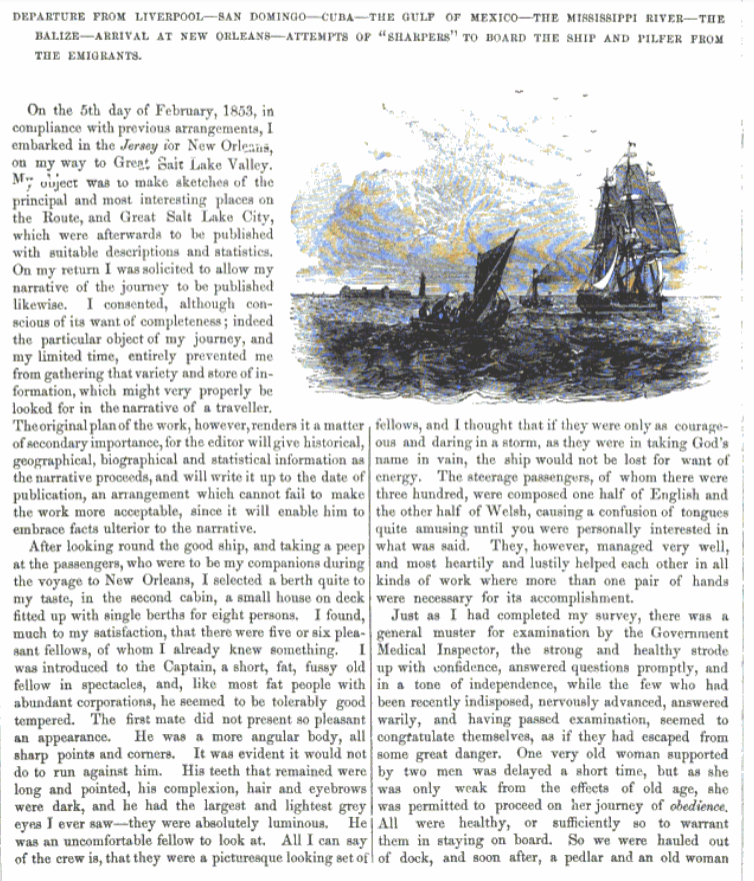 DEPARTURE FROM LIVERPOOL—SAN DOMINGO—CUBA—THE GULF OF MEXICO—THE MISSISSIPPI RIVER—THE
BALIZE—ARRIVAL AT NEW ORLEANS—ATTEMPTS OF "SHARPERS" TO BOARD THE SHIP AND PILFER FROM
THE EMIGRANTS.
On the 5th day of February, 1853, in
compliance with previous arrangements, I
embarked in the Jersey for New Orleans,
on my way to Great Salt Lake Valley.
My object was to make sketches of the
principal and most interesting places on
the Route, and Great Salt Lake City,
which were afterwards to be published
with suitable descriptions and statistics.
On my return I was solicited to allow my
narrative of the journey to be published
likewise. I consented, although con-
scious of its want of completeness; indeed
the particular object of my journey, and
my limited time, entirely prevented me
from gathering that variety and store of in-
formation, which might very properly be
looked for in the narrative of a traveller.
The original plan of the work, however, renders it a matter
of secondary importance, for the editor will give historical,
geographical, biographical and statistical information as
the narrative proceeds, and will write it up to the date of
publication, an arrangement which cannot fail to make
the work more acceptable, since it will enable him to
embrace facts ulterior to the narrative.
After looking round the good ship, and taking a peep
at the passengers, who were to be my companions during
the voyage to New Orleans, I selected a berth quite to
my taste, in the second cabin, a small house on deck
fitted up with single berths for eight persons. I found,
much to my satisfaction, that there were five or six plea-
sant fellows, of whom I already knew something. I
was introduced to the Captain, a short, fat, fussy old
fellow in spectacles, and, like most fat people with
abundant corporations, he seemed to be tolerably good
tempered. The first mate did not present so pleasant
an appearance. He was a more angular body, all
sharp points and corners. It was evident it would not
do to run against him. His teeth that remained were
long and pointed, his complexion, hair and eyebrows
were dark, and he had the largest and lightest grey
eyes I ever saw—they were absolutely luminous. He
was an uncomfortable fellow to look at. All I can say
of the crew is, that they were a picturesque looking set of
fellows, and I thought that if they were only as courage-
ous and daring in a storm, as they were in taking God's
name in vain, the ship would not be lost for want of
energy. The steerage passengers, of whom there were
three hundred, were composed one half of English and
the other half of Welsh, causing a confusion of tongues
quite amusing until you were personally interested in
what was said. They, however, managed very well,
and most heartily and lustily helped each other in all
kinds of work where more than one pair of hands
were necessary for its accomplishment.
Just as I had completed my survey, there was a
general muster for examination by the Government
Medical Inspector, the strong and healthy strode
up with confidence, answered questions promptly, and
in a tone of independence, while the few who had
been recently indisposed, nervously advanced, answered
warily, and having passed examination, seemed to
congratulate themselves, as if they had escaped from
some great danger. One very old woman supported
by two men was delayed a short time, but as she
was only weak from the effects of old age, she
was permitted to proceed on her journey of obedience.
All were healthy, or sufficiently so to warrant
them in staying on board. So we were hauled out
of dock, and soon after, a pedlar and an old woman